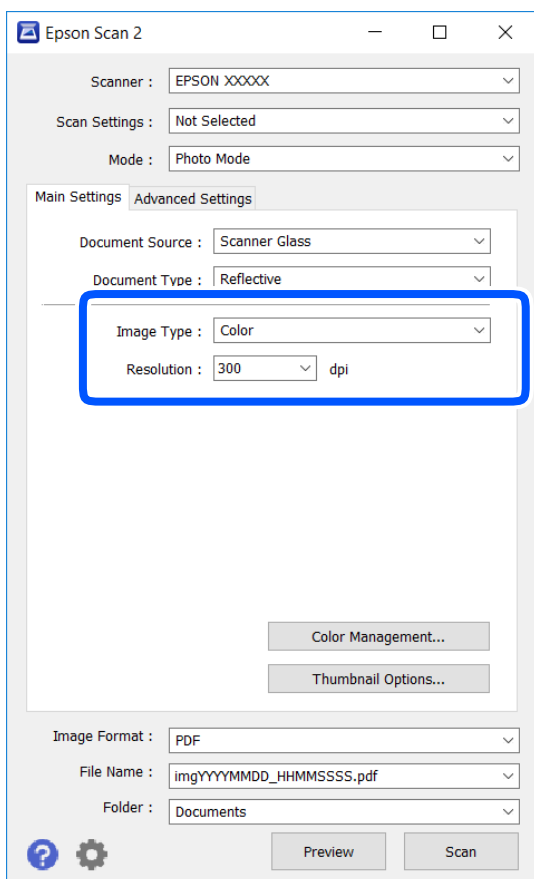 Epson Scan 2
Scanner : EPSON XXXXX
Scan Settings : Not Selected
Mode : Photo Mode
Main Settings Advanced Settings
Document Source : Scanner Glass
Document Type : Reflective
Image Type : Color
Resolution : 300 dpi
Color Management...
Thumbnail Options...
Image Format : PDF
File Name : imgYYYYMMDD_HHMMSSSS.pdf
Folder : Documents
? Preview Scan